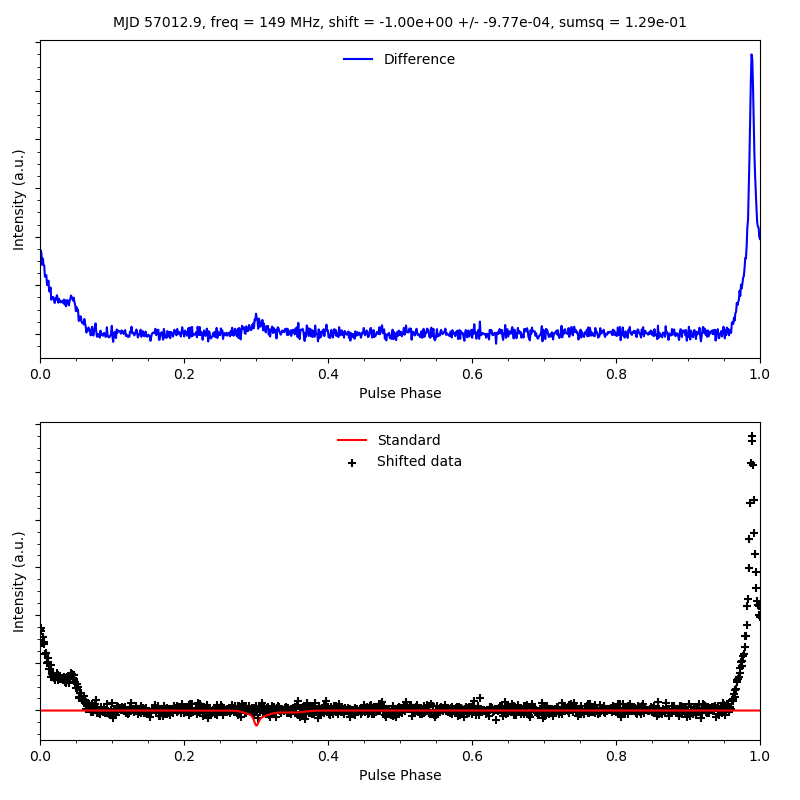 MJD 57012.9, freq = 149 MHz, shift = -1.00e+00 +/- -9.77e-04, sumsq = 1.29e-01
Difference
Intensity (a.u.)
0.0 0.2 0.4 0.6 0.8 1.0
Pulse Phase
Standard
Shifted data
Intensity (a.u.)
0.0 0.2 0.4 0.6 0.8 1.0
Pulse Phase